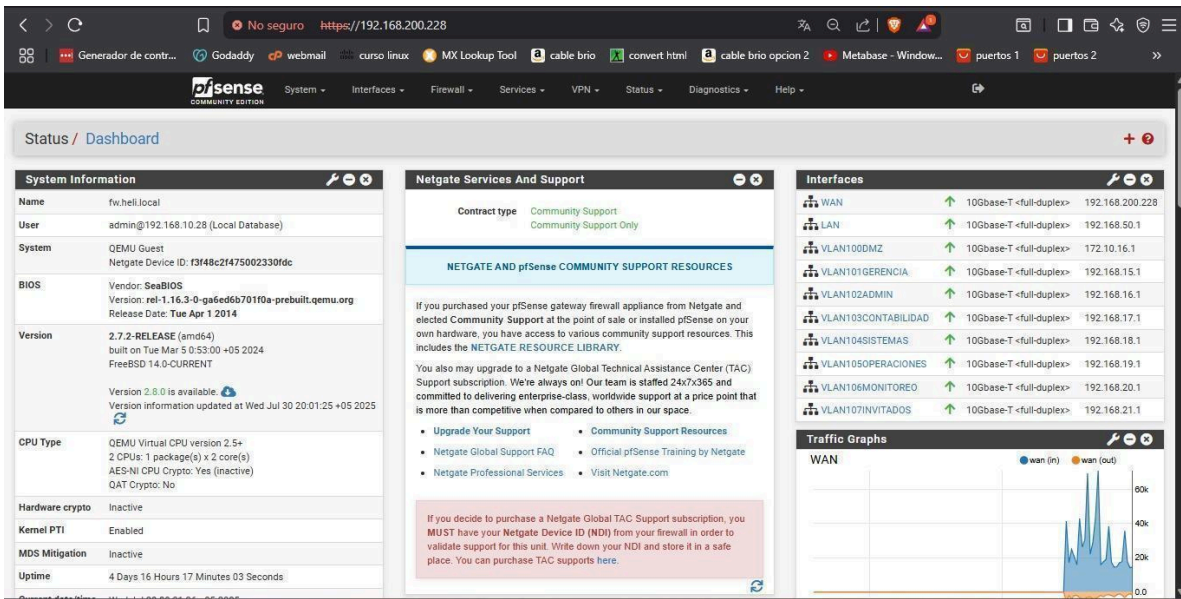 No seguro https://192.168.200.228
Generador de contr...
Godaddy
webmail
curso linux
MX Lookup Tool
cable brio
convert html
cable brio opcion 2
Metabase - Window...
puertos 1
puertos 2
»
pfsense
COMMUNITY EDITION
System
Interfaces
Firewall
Services
VPN
Status
Diagnostics
Help
Status / Dashboard
System Information
Name fw.heli.local
User admin@192.168.10.28 (Local Database)
System QEMU Guest
Netgate Device ID: f3f48c2f475002330fdc
BIOS Vendor: SeaBIOS
Version: rel-1.16.3-0-ga6ed6b701f0a-prebuilt.qemu.org
Release Date: Tue Apr 1 2014
Version 2.7.2-RELEASE (amd64)
built on Tue Mar 5 0:53:00 +05 2024
FreeBSD 14.0-CURRENT
Version 2.8.0 is available.
Version information updated at Wed Jul 30 20:01:25 +05 2025
CPU Type QEMU Virtual CPU version 2.5+
2 CPUs: 1 package(s) x 2 core(s)
AES-NI CPU Crypto: Yes (inactive)
QAT Crypto: No
Hardware crypto Inactive
Kernel PTI Enabled
MDS Mitigation Inactive
Uptime 4 Days 16 Hours 17 Minutes 03 Seconds
Netgate Services And Support
Contract type Community Support
Community Support Only
NETGATE AND pfSense COMMUNITY SUPPORT RESOURCES
If you purchased your pfSense gateway firewall appliance from Netgate and
elected Community Support at the point of sale or installed pfSense on your
own hardware, you have access to various community support resources. This
includes the NETGATE RESOURCE LIBRARY.
You also may upgrade to a Netgate Global Technical Assistance Center (TAC)
Support subscription. We're always on! Our team is staffed 24x7x365 and
committed to delivering enterprise-class, worldwide support at a price point that
is more than competitive when compared to others in our space.
Upgrade Your Support
Community Support Resources
Netgate Global Support FAQ
Official pfSense Training by Netgate
Netgate Professional Services
Visit Netgate.com
If you decide to purchase a Netgate Global TAC Support subscription, you
MUST have your Netgate Device ID (NDI) from your firewall in order to
validate support for this unit. Write down your NDI and store it in a safe
place. You can purchase TAC supports here.
Interfaces
WAN 10Gbase-T <full-duplex> 192.168.200.228
LAN 10Gbase-T <full-duplex> 192.168.50.1
VLAN100DMZ 10Gbase-T <full-duplex> 172.10.16.1
VLAN101GERENCIA 10Gbase-T <full-duplex> 192.168.15.1
VLAN102ADMIN 10Gbase-T <full-duplex> 192.168.16.1
VLAN103CONTABILIDAD 10Gbase-T <full-duplex> 192.168.17.1
VLAN104SISTEMAS 10Gbase-T <full-duplex> 192.168.18.1
VLAN105OPERACIONES 10Gbase-T <full-duplex> 192.168.19.1
VLAN106MONITOREO 10Gbase-T <full-duplex> 192.168.20.1
VLAN107INVITADOS 10Gbase-T <full-duplex> 192.168.21.1
Traffic Graphs
WAN
wan (in)
wan (out)
60k
40k
20k
0.0